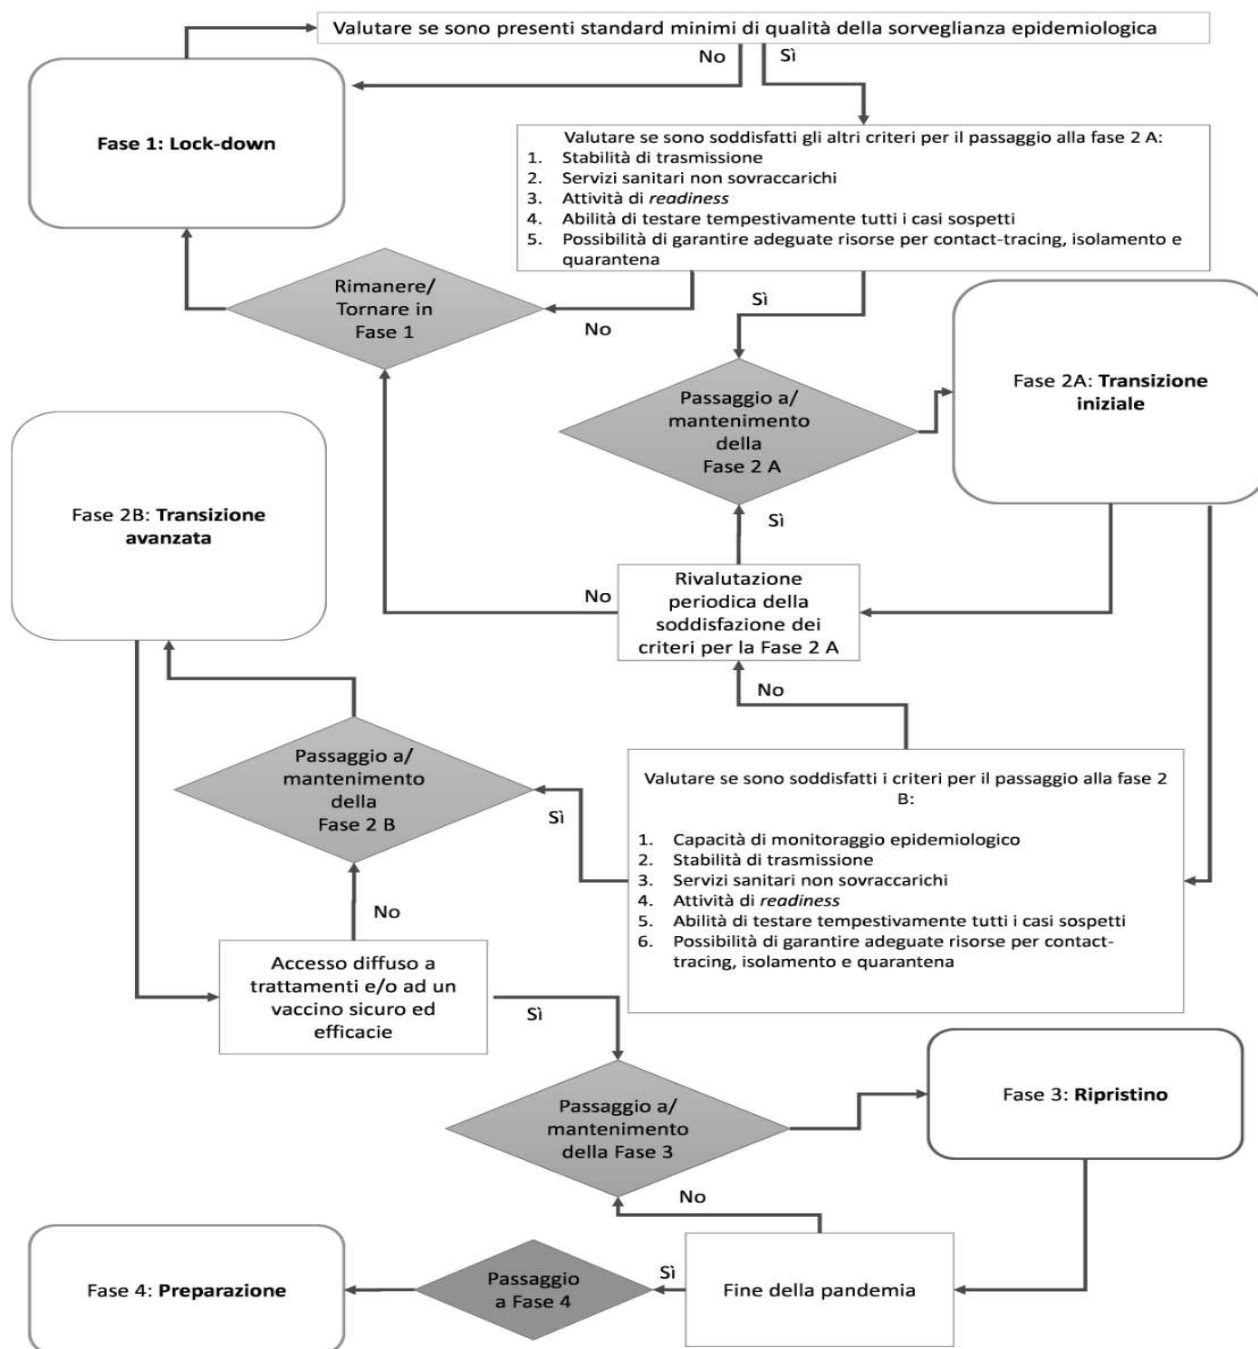 Valutare se sono presenti standard minimi di qualità della sorveglianza epidemiologica
No
Sì
Fase 1: Lock-down
Valutare se sono soddisfatti gli altri criteri per il passaggio alla fase 2 A:
1. Stabilità di trasmissione
2. Servizi sanitari non sovraccarichi
3. Attività di readiness
4. Abilità di testare tempestivamente tutti i casi sospetti
5. Possibilità di garantire adeguate risorse per contact-tracing, isolamento e
quarantena
Rimanere/
Tornare in
Fase 1
No
Sì
Passaggio a/
mantenimento
della
Fase 2 A
Fase 2A: Transizione
iniziale
Fase 2B: Transizione
avanzata
Sì
No
Rivalutazione
periodica della
soddisfazione dei
criteri per la Fase 2 A
No
Passaggio a/
mantenimento
della
Fase 2 B
Sì
Valutare se sono soddisfatti i criteri per il passaggio alla fase 2
B:
1. Capacità di monitoraggio epidemiologico
2. Stabilità di trasmissione
3. Servizi sanitari non sovraccarichi
4. Attività di readiness
5. Abilità di testare tempestivamente tutti i casi sospetti
6. Possibilità di garantire adeguate risorse per contact-
tracing, isolamento e quarantena
No
Accesso diffuso a
trattamenti e/o ad un
vaccino sicuro ed
efficacie
Sì
Passaggio a/
mantenimento
della Fase 3
Fase 3: Ripristino
No
Fase 4: Preparazione
Passaggio
a Fase 4
Sì
Fine della pandemia